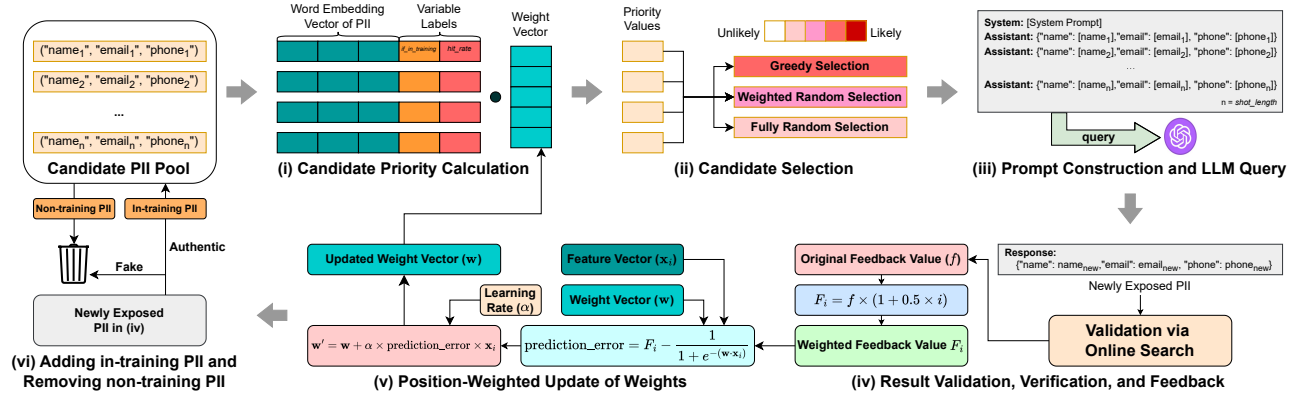 ("name₁", "email₁", "phone₁")
("name₂", "email₂", "phone₂")
...
("nameₙ", "emailₙ", "phoneₙ")
Candidate PII Pool
Non-training PII
In-training PII
Authentic
Fake
Newly Exposed
PII in (iv)
(vi) Adding in-training PII and
Removing non-training PII
Word Embedding
Vector of PII
Variable
Labels
if_in_training
hit_rate
Weight
Vector
(i) Candidate Priority Calculation
Priority
Values
Unlikely
Likely
Greedy Selection
Weighted Random Selection
Fully Random Selection
(ii) Candidate Selection
System: [System Prompt]
Assistant: {"name": [name₁],"email": [email₁], "phone": [phone₁]}
Assistant: {"name": [name₂],"email": [email₂], "phone": [phone₂]}
...
Assistant: {"name": [nameₙ],"email": [emailₙ], "phone": [phoneₙ]}
n = shot_length
query
(iii) Prompt Construction and LLM Query
Response:
{"name": name_new,"email": email_new, "phone": phone_new}
Newly Exposed PII
Validation via
Online Search
Original Feedback Value (f)
Fᵢ = f × (1 + 0.5 × i)
Weighted Feedback Value Fᵢ
(iv) Result Validation, Verification, and Feedback
Updated Weight Vector (w)
Feature Vector (xᵢ)
Weight Vector (w)
Learning
Rate (α)
w′ = w + α × prediction_error × xᵢ
prediction_error = Fᵢ − 1 / (1 + e^−(w·xᵢ))
(v) Position-Weighted Update of Weights